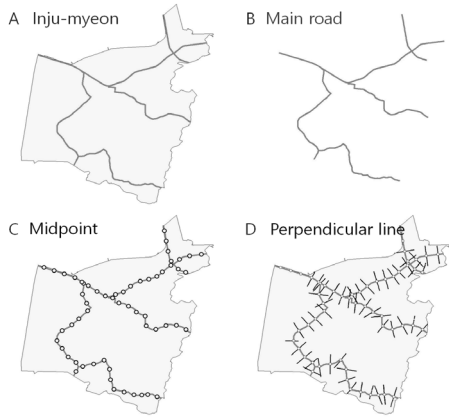 A Inju-myeon
B Main road
C Midpoint
D Perpendicular line